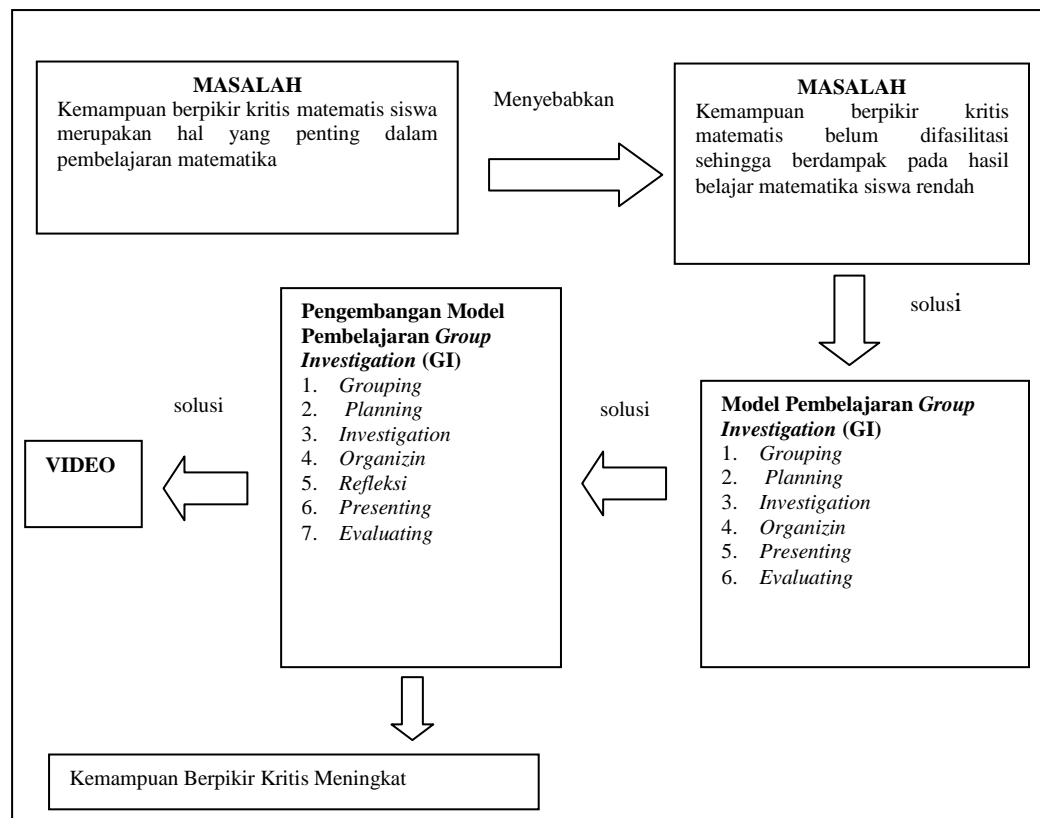 MASALAH
Kemampuan berpikir kritis matematis siswa
merupakan hal yang penting dalam
pembelajaran matematika
Menyebabkan
MASALAH
Kemampuan berpikir kritis
matematis belum difasilitasi
sehingga berdampak pada hasil
belajar matematika siswa rendah
solusi
Model Pembelajaran Group
Investigation (GI)
1. Grouping
2. Planning
3. Investigation
4. Organizin
5. Presenting
6. Evaluating
solusi
Pengembangan Model
Pembelajaran Group
Investigation (GI)
1. Grouping
2. Planning
3. Investigation
4. Organizin
5. Refleksi
6. Presenting
7. Evaluating
solusi
VIDEO
Kemampuan Berpikir Kritis Meningkat